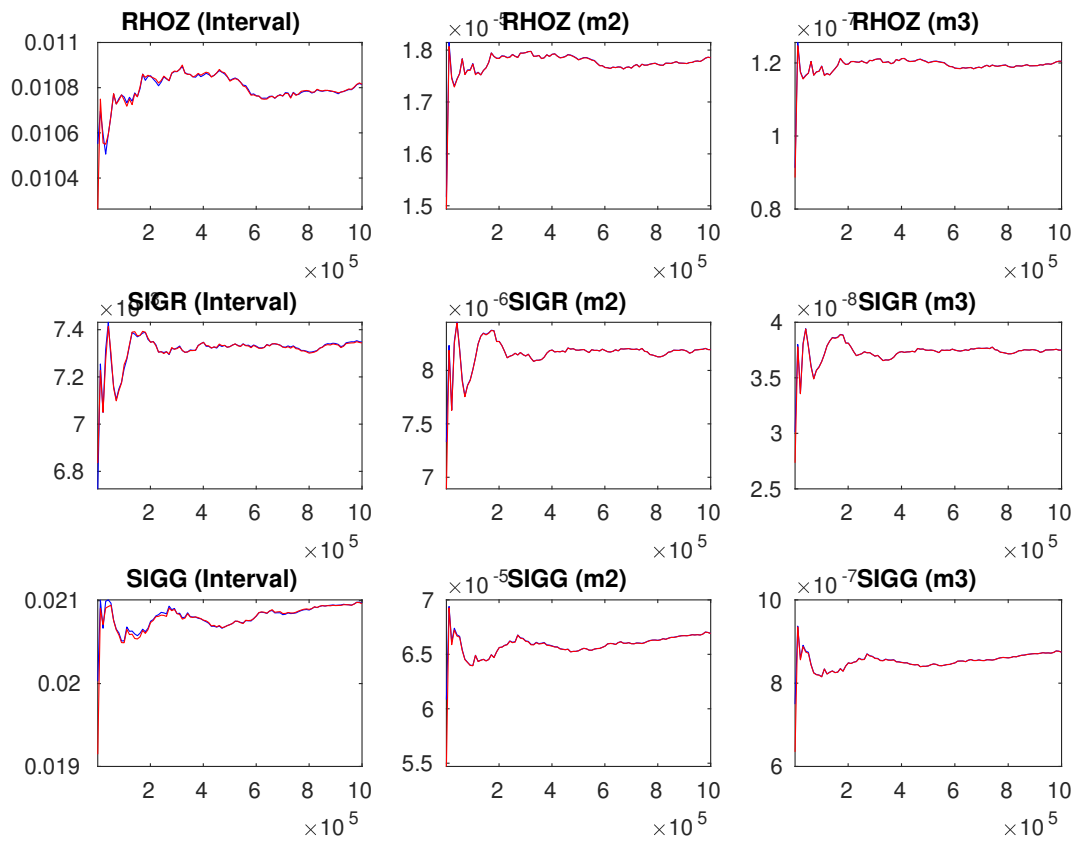 RHOZ (Interval)
0.011
0.0108
0.0106
0.0104
2 4 6 8 10
×10 5
RHOZ (m2)
×10 -5
1.8
1.7
1.6
1.5
2 4 6 8 10
×10 5
RHOZ (m3)
×10 -7
1.2
1
0.8
2 4 6 8 10
×10 5
SIGR (Interval)
7.4
7.2
7
6.8
2 4 6 8 10
×10 5
SIGR (m2)
×10 -6
8
7.5
7
2 4 6 8 10
×10 5
SIGR (m3)
×10 -8
4
3.5
3
2.5
2 4 6 8 10
×10 5
SIGG (Interval)
0.021
0.02
0.019
2 4 6 8 10
×10 5
SIGG (m2)
×10 -5
7
6.5
6
5.5
2 4 6 8 10
×10 5
SIGG (m3)
×10 -7
10
8
6
2 4 6 8 10
×10 5